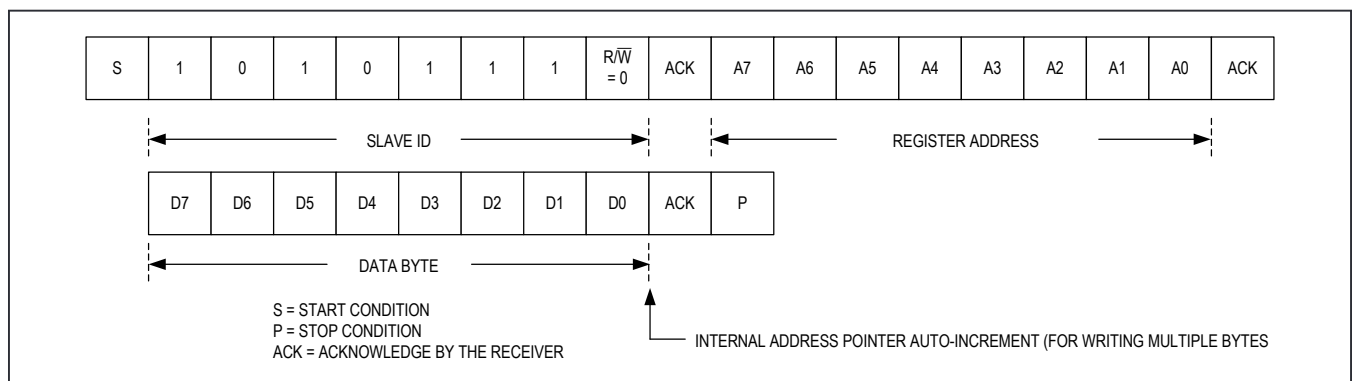 S 1 0 1 0 1 1 1 R/W̅ = 0 ACK A7 A6 A5 A4 A3 A2 A1 A0 ACK
SLAVE ID REGISTER ADDRESS
D7 D6 D5 D4 D3 D2 D1 D0 ACK P
DATA BYTE
S = START CONDITION
P = STOP CONDITION
ACK = ACKNOWLEDGE BY THE RECEIVER
INTERNAL ADDRESS POINTER AUTO-INCREMENT (FOR WRITING MULTIPLE BYTES